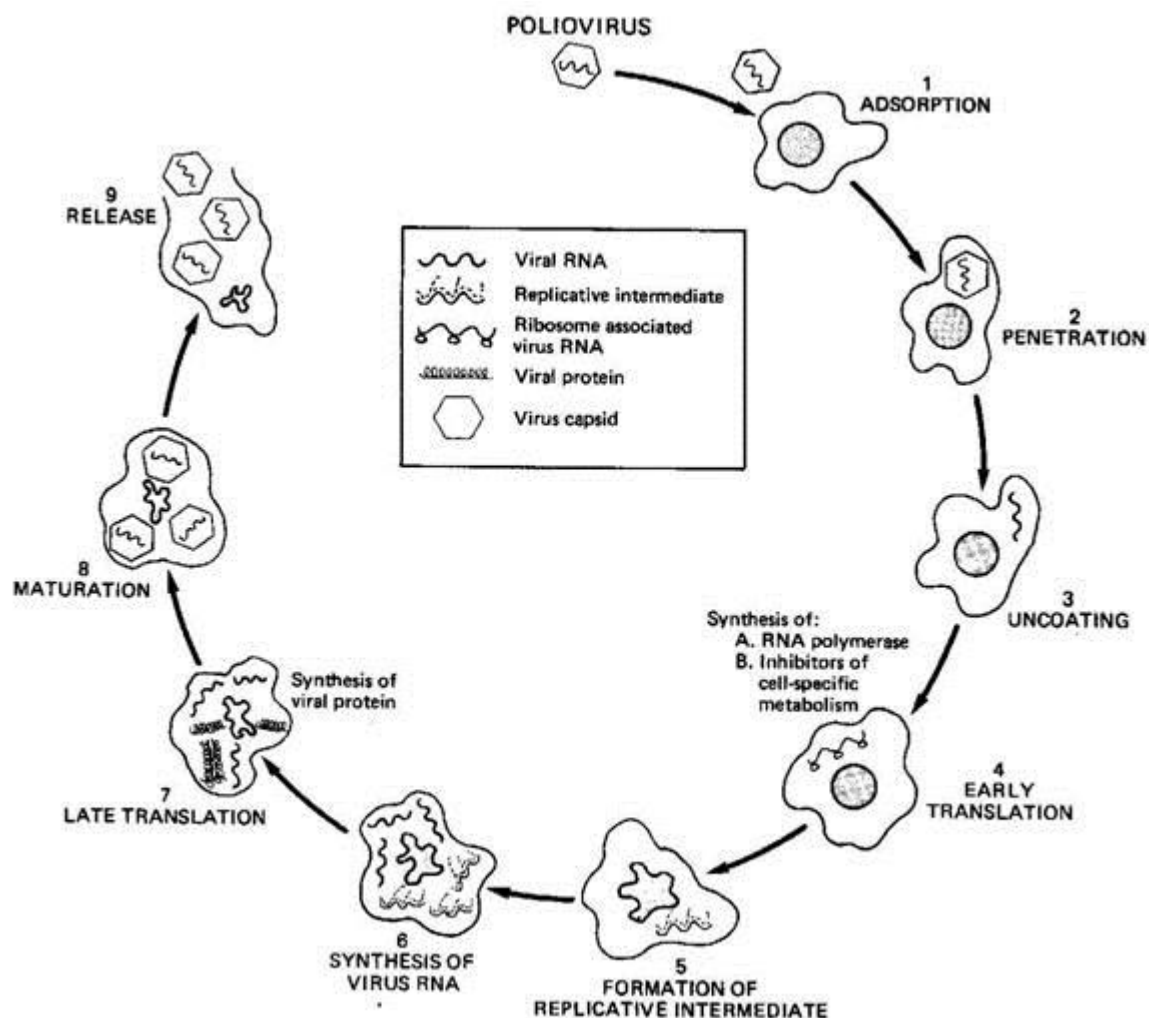 POLIOVIRUS
1
ADSORPTION
2
PENETRATION
3
UNCOATING
Synthesis of:
A. RNA polymerase
B. Inhibitors of
cell-specific
metabolism
4
EARLY
TRANSLATION
5
FORMATION OF
REPLICATIVE INTERMEDIATE
6
SYNTHESIS OF
VIRUS RNA
Synthesis of
viral protein
7
LATE TRANSLATION
8
MATURATION
9
RELEASE
Viral RNA
Replicative intermediate
Ribosome associated
virus RNA
Viral protein
Virus capsid